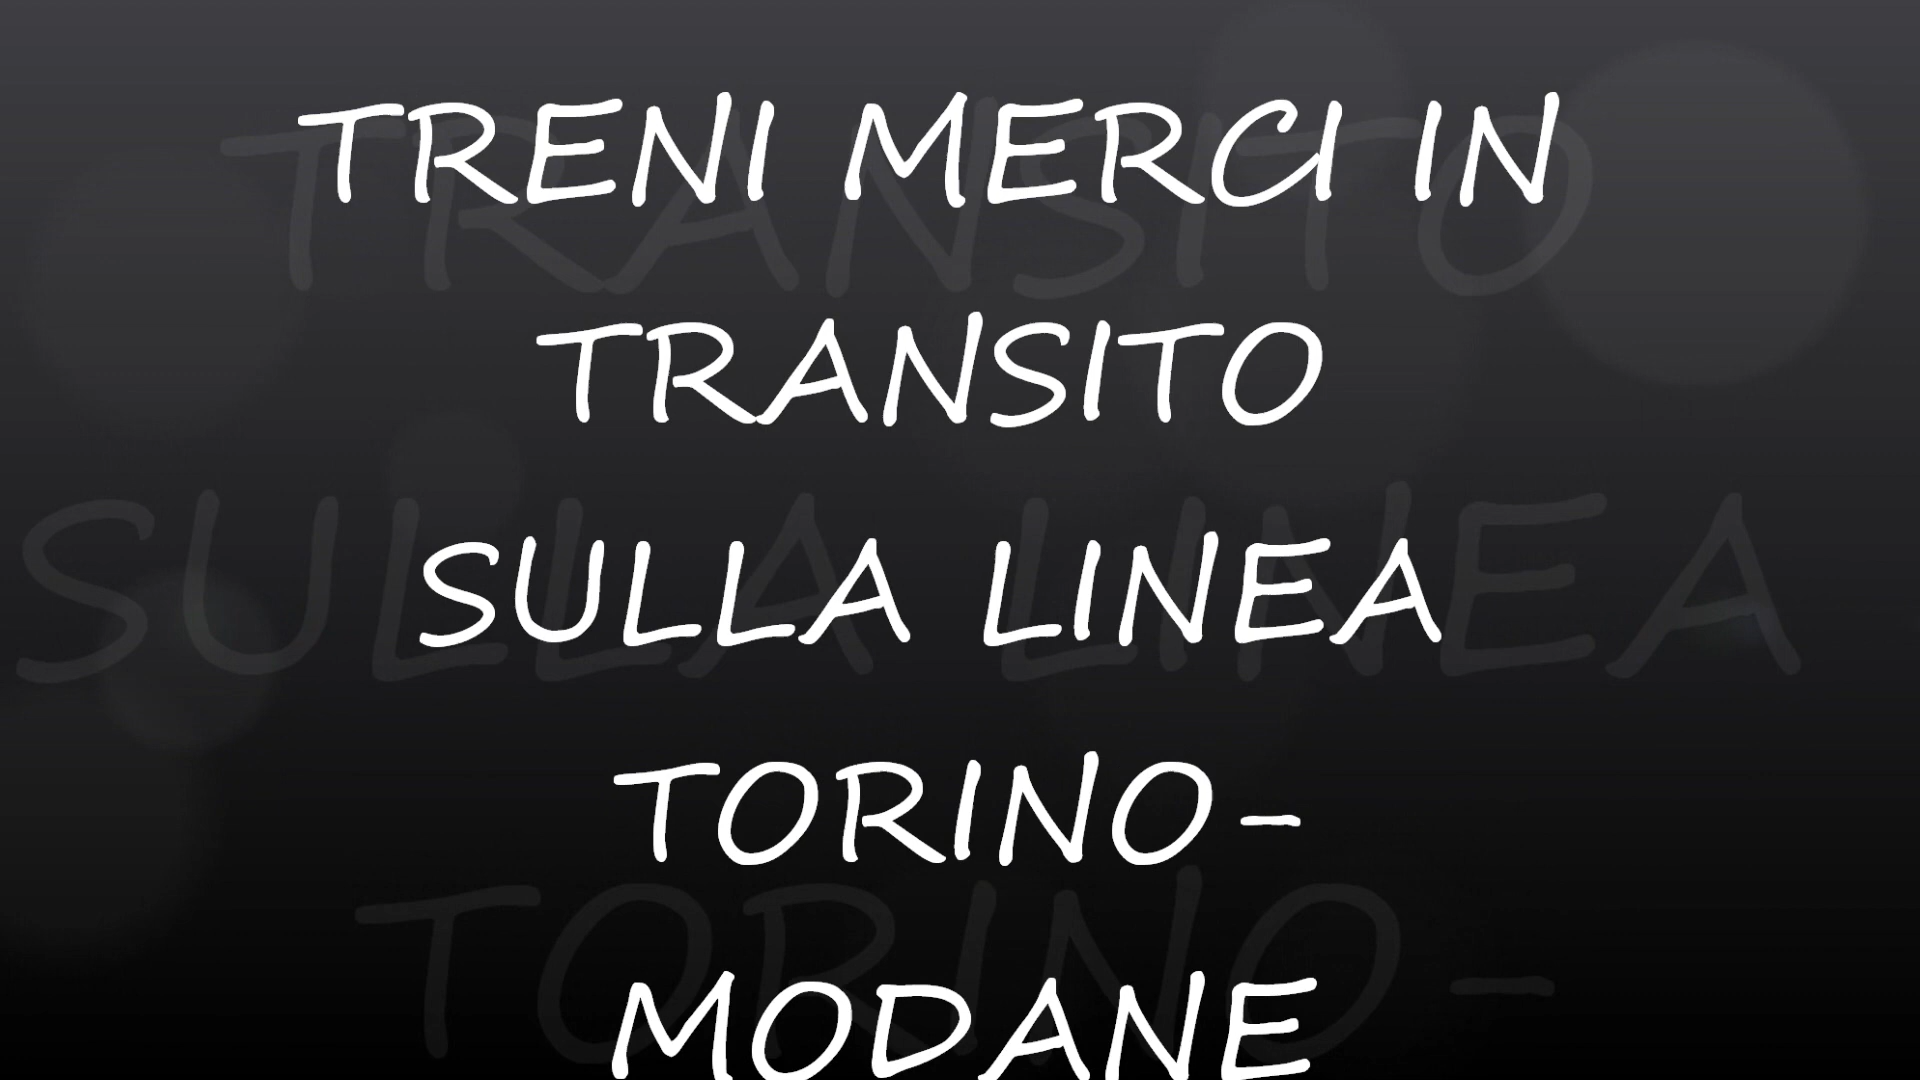 TRENI MERCI IN
TRANSITO
SULLA LINEA
TORINO-
MODANE